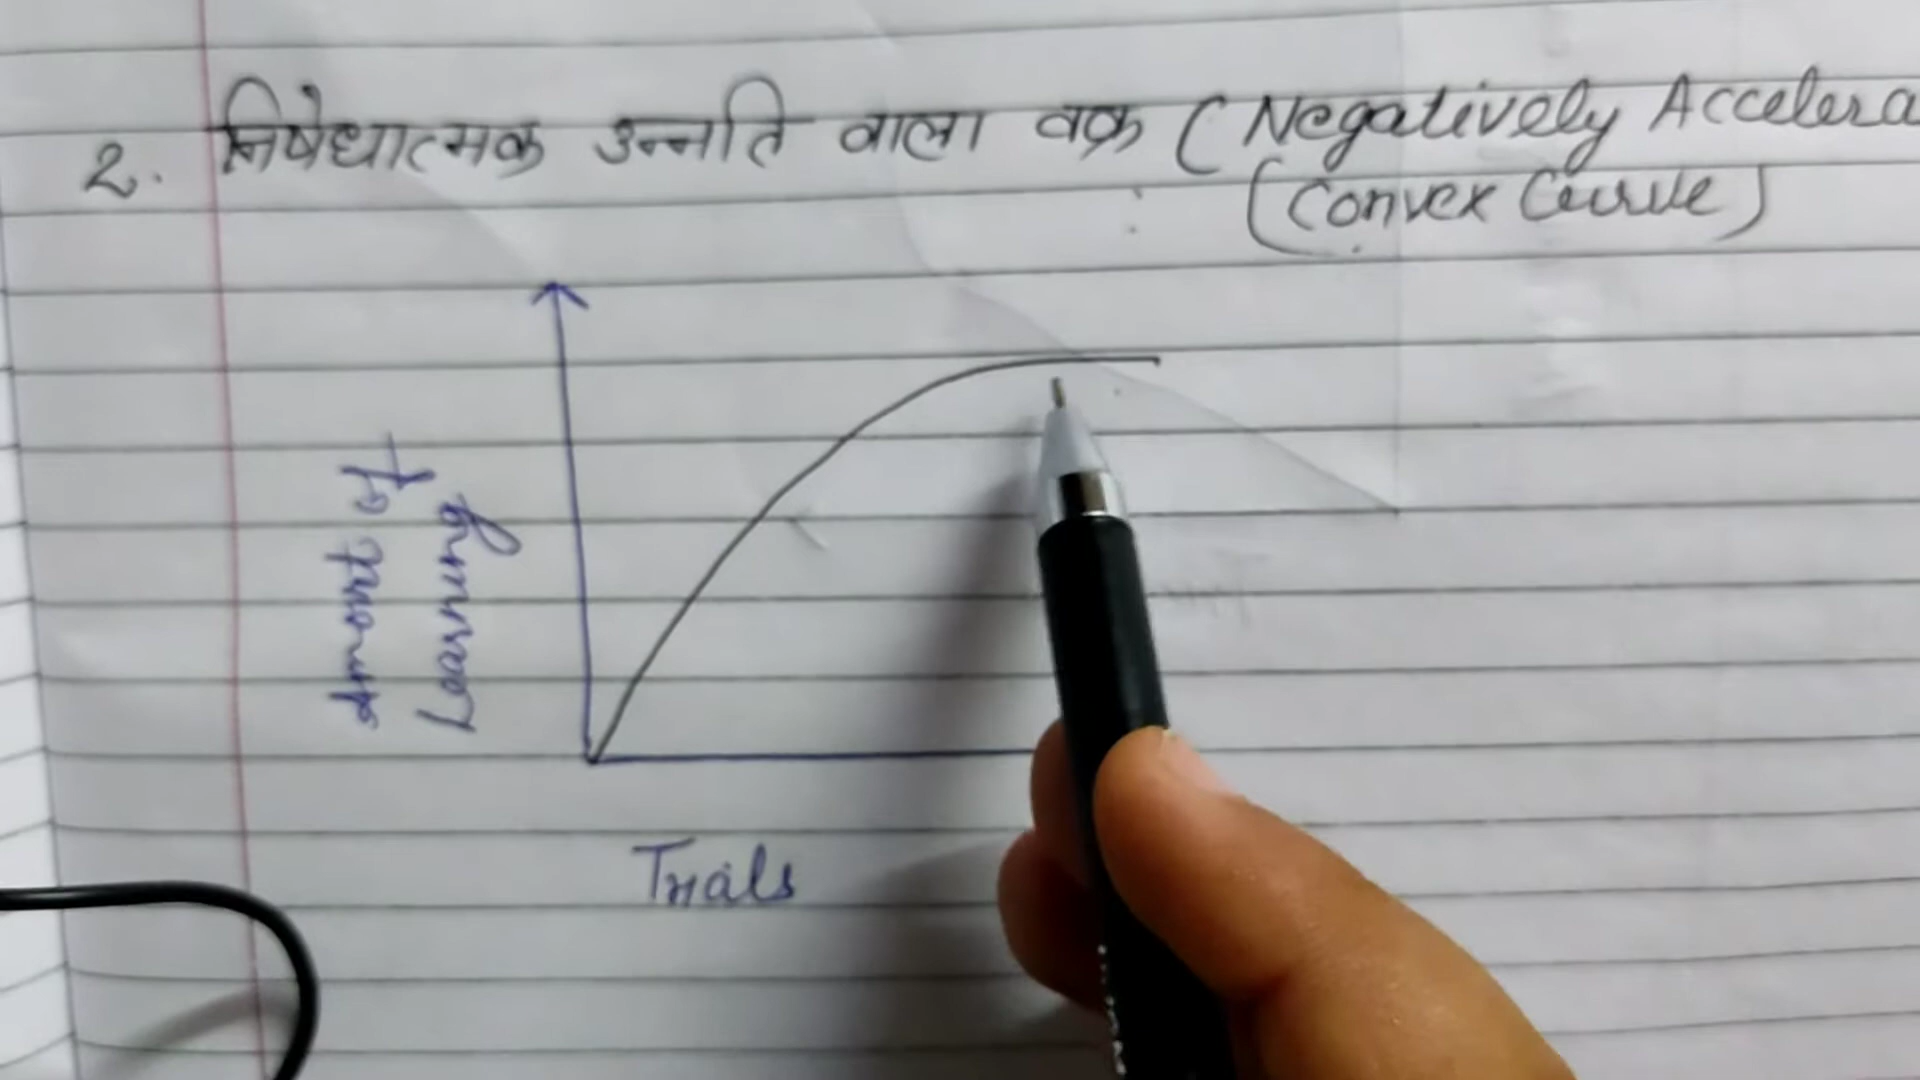 2. निषेधात्मक उन्नति वाला वक्र ( Negatively Accelera
(Convex Curve)
Amount of
Learning
Trials